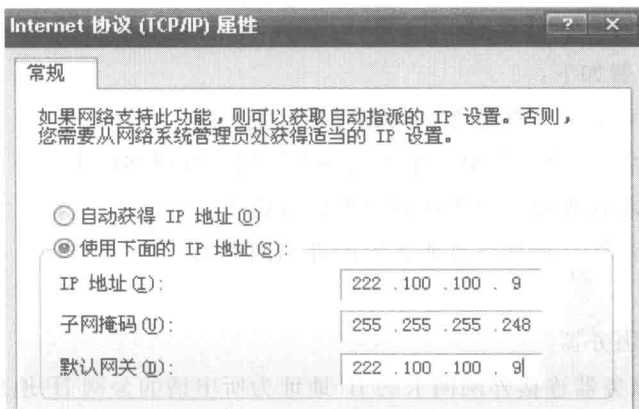 Internet 协议 (TCP/IP) 属性
常规
如果网络支持此功能，则可以获取自动指派的 IP 设置。否则，
您需要从网络系统管理员处获得适当的 IP 设置。
自动获得 IP 地址(O)
使用下面的 IP 地址(S):
IP 地址(I): 222 .100 .100 . 9
子网掩码(U): 255 .255 .255 .248
默认网关(D): 222 .100 .100 . 9